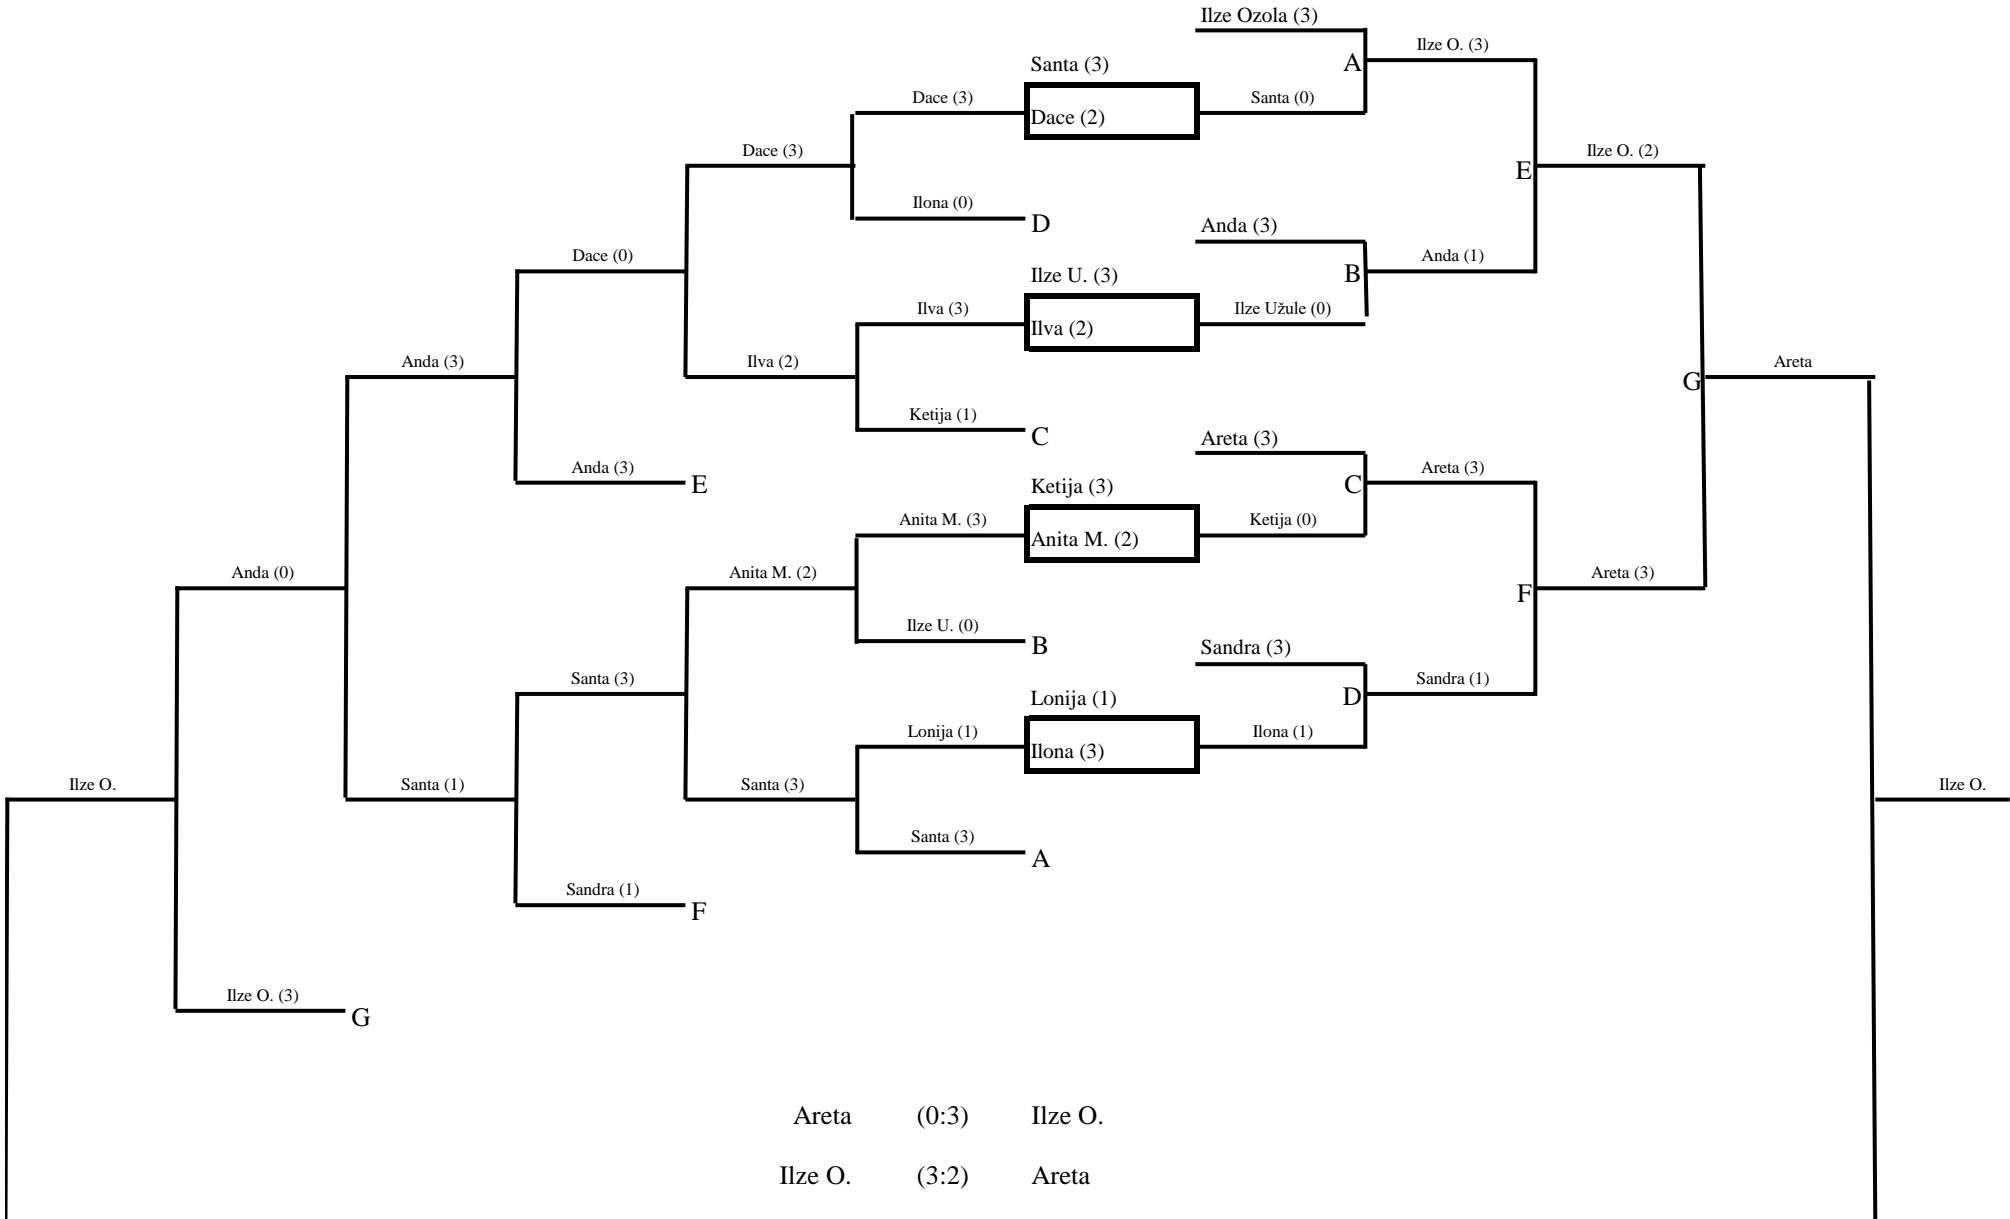 Ilze Ozola (3)
Ilze O. (3)
Santa (3)
A
Dace (3)
Santa (0)
Dace (2)
Dace (3)
Ilze O. (2)
E
Ilona (0)
D
Anda (3)
Dace (0)
Anda (1)
Ilze U. (3)
B
Ilva (3)
Ilze Užule (0)
Ilva (2)
Anda (3)
Ilva (2)
Areta
G
Ketija (1)
C
Areta (3)
Anda (3)
E
Areta (3)
Ketija (3)
C
Anita M. (3)
Ketija (0)
Anita M. (2)
Anda (0)
Anita M. (2)
Areta (3)
F
Ilze U. (0)
B
Sandra (3)
Santa (3)
Sandra (1)
Lonija (1)
D
Lonija (1)
Ilona (1)
Ilona (3)
Ilze O.
Santa (1)
Santa (3)
Ilze O.
Santa (3)
A
Sandra (1)
F
Ilze O. (3)
G
Areta (0:3) Ilze O.
Ilze O. (3:2) Areta